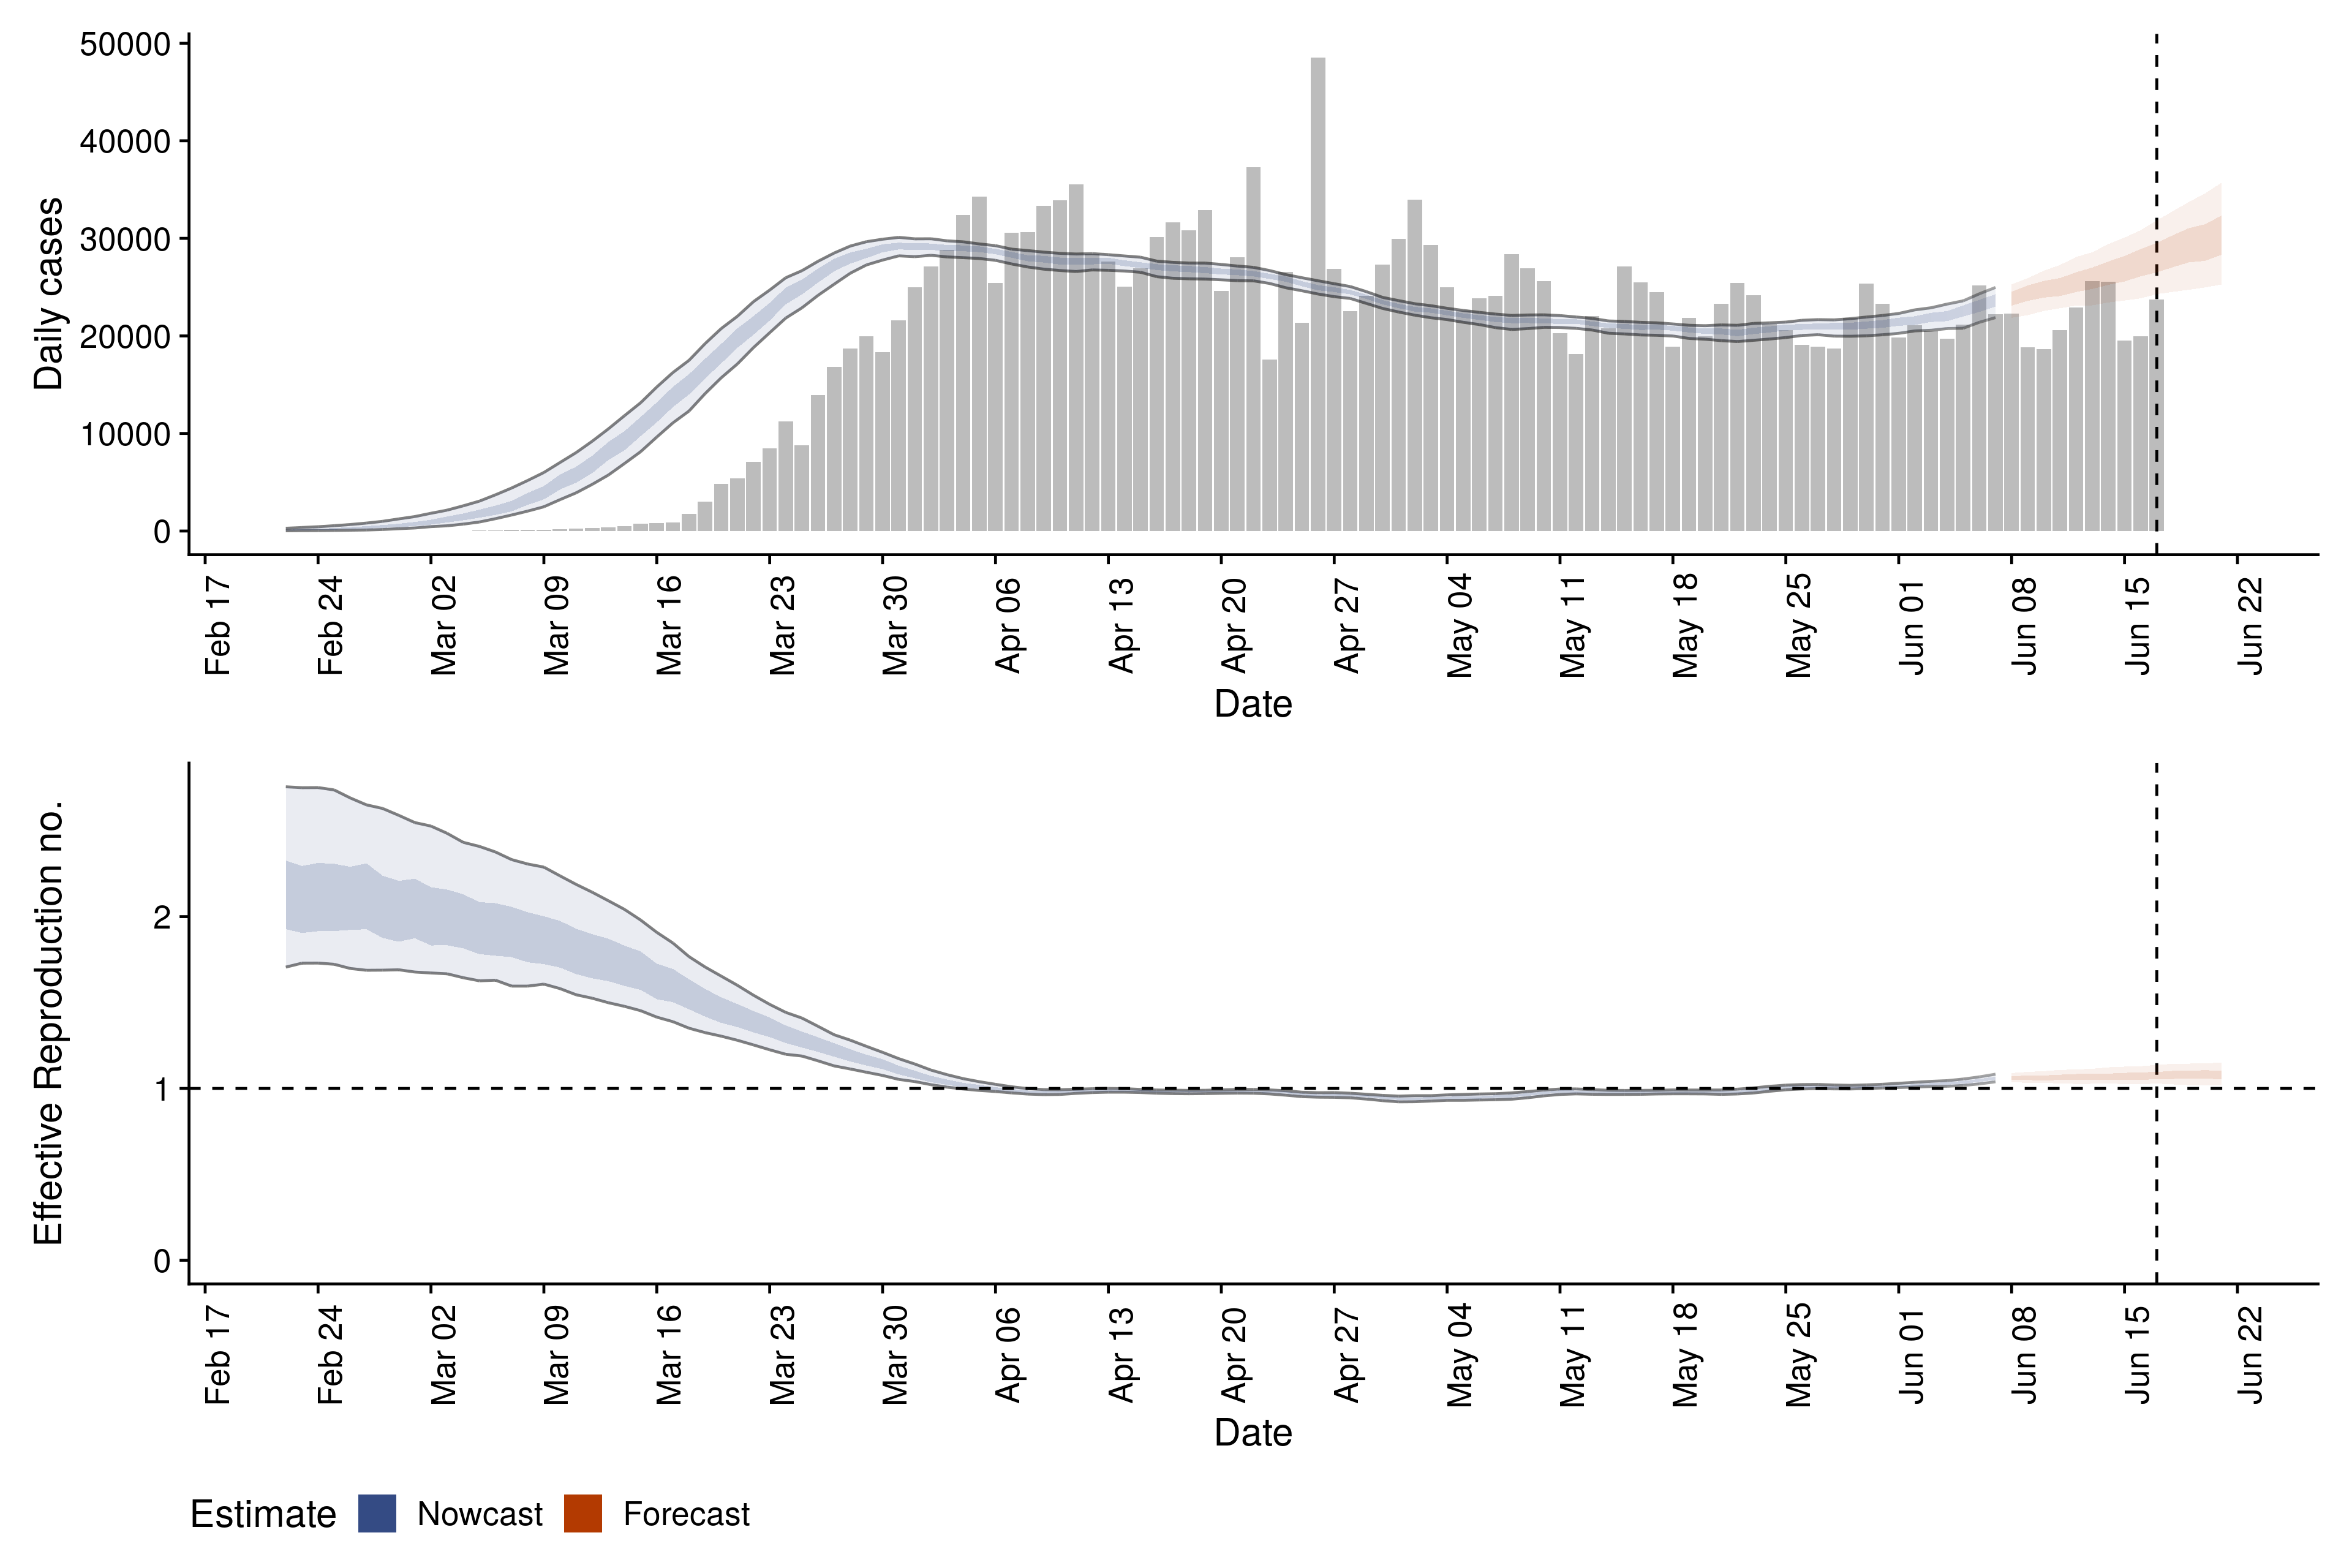 50000
40000
30000
20000
10000
0
Daily cases
Feb 17
Feb 24
Mar 02
Mar 09
Mar 16
Mar 23
Mar 30
Apr 06
Apr 13
Apr 20
Apr 27
May 04
May 11
May 18
May 25
Jun 01
Jun 08
Jun 15
Jun 22
Date
2
1
0
Effective Reproduction no.
Feb 17
Feb 24
Mar 02
Mar 09
Mar 16
Mar 23
Mar 30
Apr 06
Apr 13
Apr 20
Apr 27
May 04
May 11
May 18
May 25
Jun 01
Jun 08
Jun 15
Jun 22
Date
Estimate Nowcast Forecast